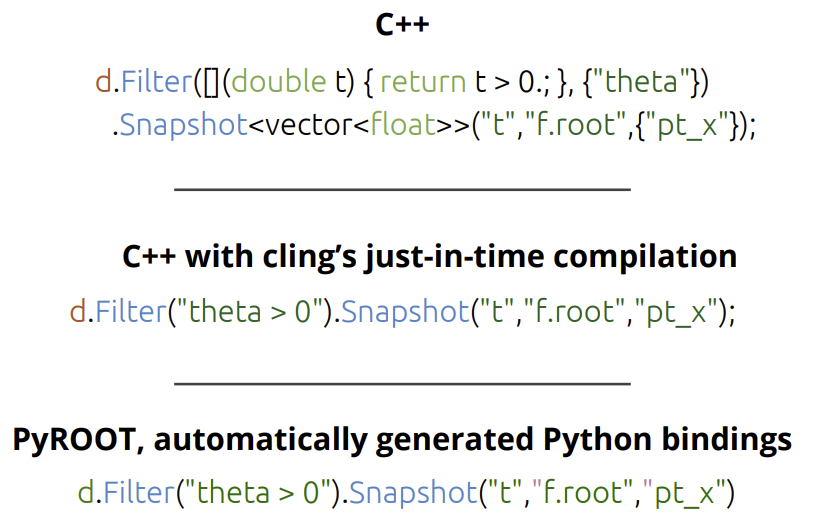 C++
d.Filter([](double t) { return t > 0.; }, {"theta"})
.Snapshot<vector<float>>("t","f.root",{"pt_x"});
C++ with cling’s just-in-time compilation
d.Filter("theta > 0").Snapshot("t","f.root","pt_x");
PyROOT, automatically generated Python bindings
d.Filter("theta > 0").Snapshot("t","f.root","pt_x")